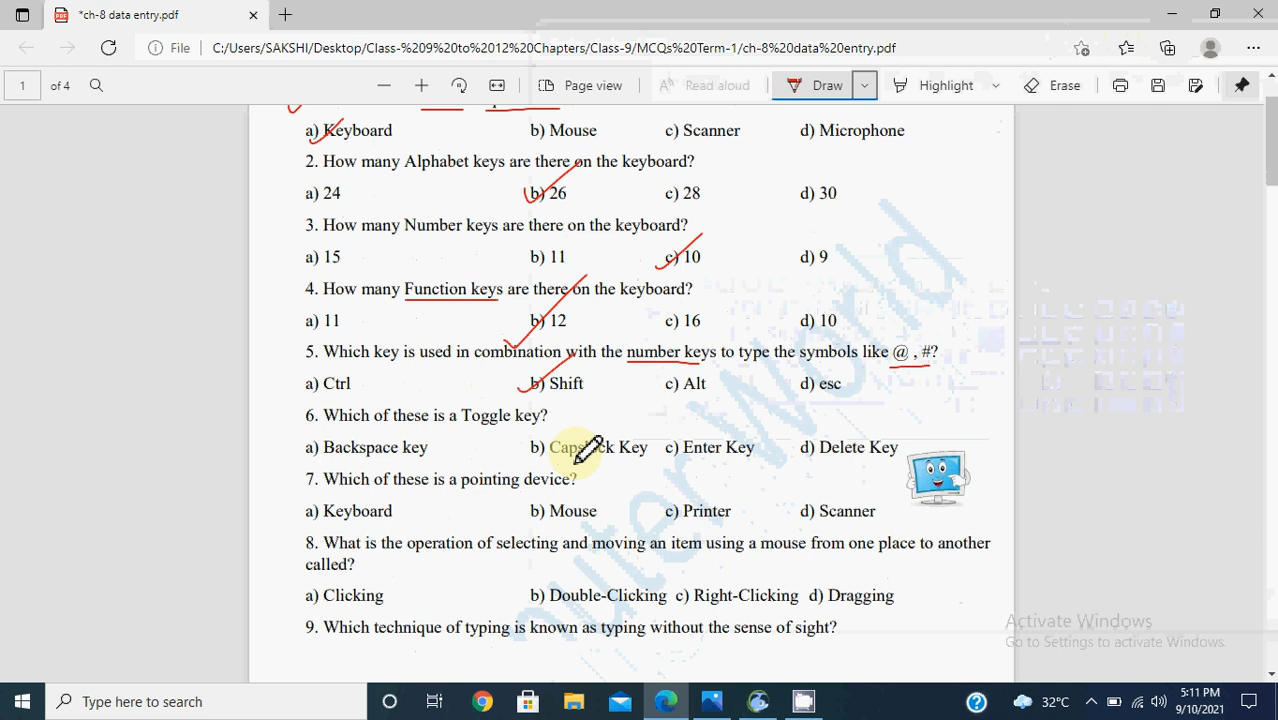 *ch-8 data entry.pdf
File C:/Users/SAKSHI/Desktop/Class-%209%20to%2012%20Chapters/Class-9/MCQs%20Term-1/ch-8%20data%20entry.pdf
1 of 4 Page view Read aloud Draw Highlight Erase
a) Keyboard b) Mouse c) Scanner d) Microphone
2. How many Alphabet keys are there on the keyboard?
a) 24 b) 26 c) 28 d) 30
3. How many Number keys are there on the keyboard?
a) 15 b) 11 c) 10 d) 9
4. How many Function keys are there on the keyboard?
a) 11 b) 12 c) 16 d) 10
5. Which key is used in combination with the number keys to type the symbols like @ , #?
a) Ctrl b) Shift c) Alt d) esc
6. Which of these is a Toggle key?
a) Backspace key b) Capslock Key c) Enter Key d) Delete Key
7. Which of these is a pointing device?
a) Keyboard b) Mouse c) Printer d) Scanner
8. What is the operation of selecting and moving an item using a mouse from one place to another
called?
a) Clicking b) Double-Clicking c) Right-Clicking d) Dragging
9. Which technique of typing is known as typing without the sense of sight?
uter World
Activate Windows
Go to Settings to activate Windows.
Type here to search 32°C 5:11 PM
9/10/2021